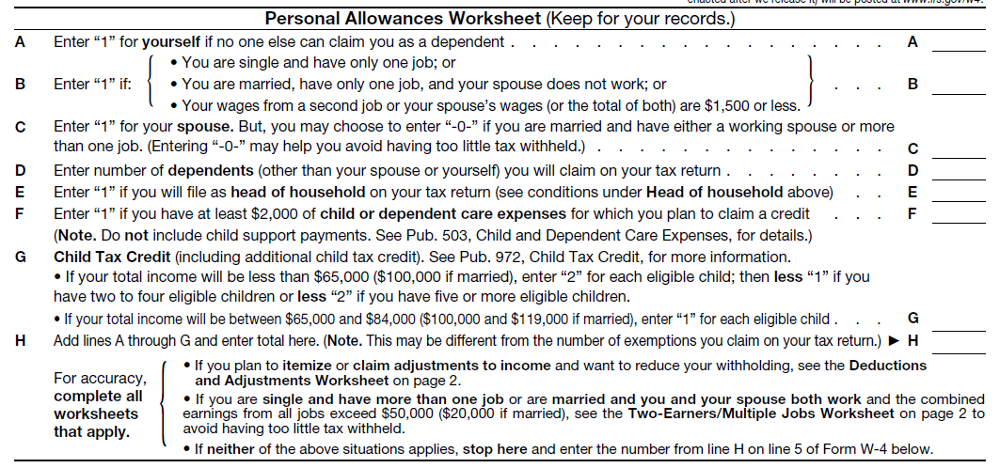 enacted after we release it) will be posted at www.irs.gov/w4.
Personal Allowances Worksheet (Keep for your records.)
A Enter “1” for yourself if no one else can claim you as a dependent . . . . . . . . . . . . . . . . . . A
• You are single and have only one job; or
B Enter “1” if: • You are married, have only one job, and your spouse does not work; or . . . B
• Your wages from a second job or your spouse’s wages (or the total of both) are $1,500 or less.
C Enter “1” for your spouse. But, you may choose to enter “-0-” if you are married and have either a working spouse or more
than one job. (Entering “-0-” may help you avoid having too little tax withheld.) . . . . . . . . . . . . . . C
D Enter number of dependents (other than your spouse or yourself) you will claim on your tax return . . . . . . . . D
E Enter “1” if you will file as head of household on your tax return (see conditions under Head of household above) . . E
F Enter “1” if you have at least $2,000 of child or dependent care expenses for which you plan to claim a credit . . . F
(Note. Do not include child support payments. See Pub. 503, Child and Dependent Care Expenses, for details.)
G Child Tax Credit (including additional child tax credit). See Pub. 972, Child Tax Credit, for more information.
• If your total income will be less than $65,000 ($100,000 if married), enter “2” for each eligible child; then less “1” if you
have two to four eligible children or less “2” if you have five or more eligible children.
• If your total income will be between $65,000 and $84,000 ($100,000 and $119,000 if married), enter “1” for each eligible child . . . G
H Add lines A through G and enter total here. (Note. This may be different from the number of exemptions you claim on your tax return.) ► H
• If you plan to itemize or claim adjustments to income and want to reduce your withholding, see the Deductions
and Adjustments Worksheet on page 2.
For accuracy,
complete all
worksheets
that apply.
• If you are single and have more than one job or are married and you and your spouse both work and the combined
earnings from all jobs exceed $50,000 ($20,000 if married), see the Two-Earners/Multiple Jobs Worksheet on page 2 to
avoid having too little tax withheld.
• If neither of the above situations applies, stop here and enter the number from line H on line 5 of Form W-4 below.